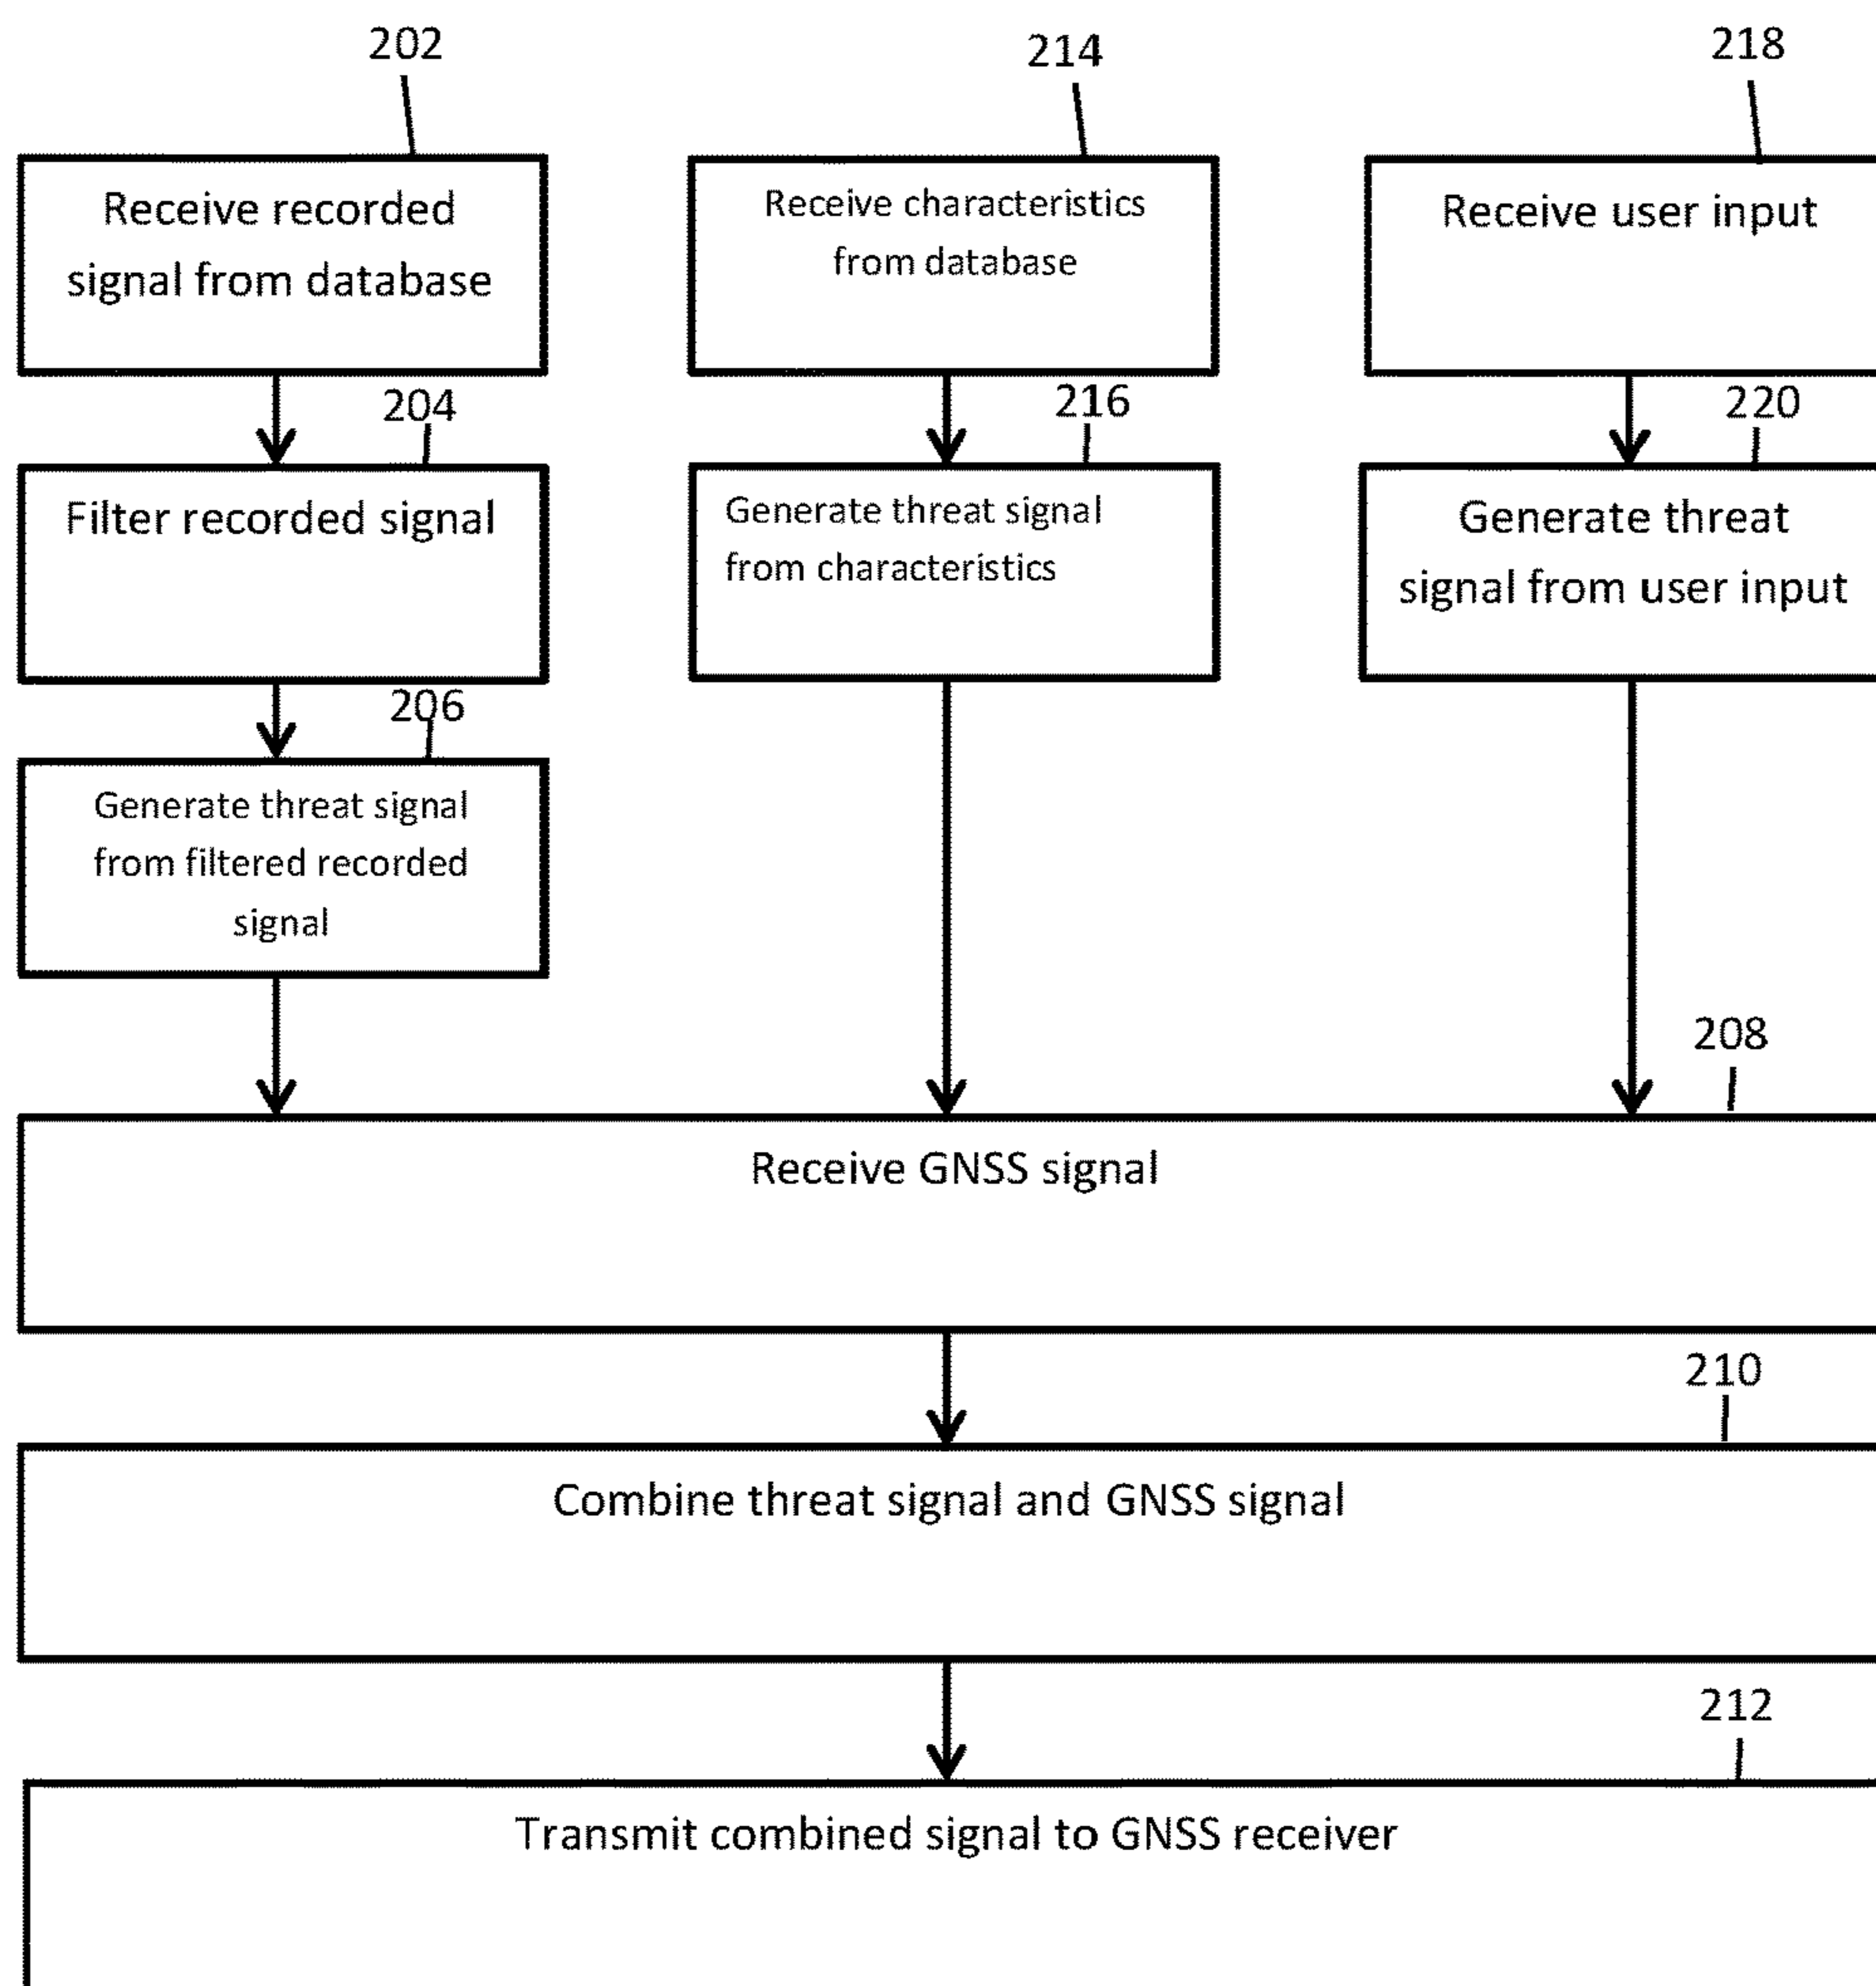 202
214
218
Receive recorded
signal from database
Receive characteristics
from database
Receive user input
204
216
220
Filter recorded signal
Generate threat signal
from characteristics
Generate threat
signal from user input
206
Generate threat signal
from filtered recorded
signal
208
Receive GNSS signal
210
Combine threat signal and GNSS signal
212
Transmit combined signal to GNSS receiver